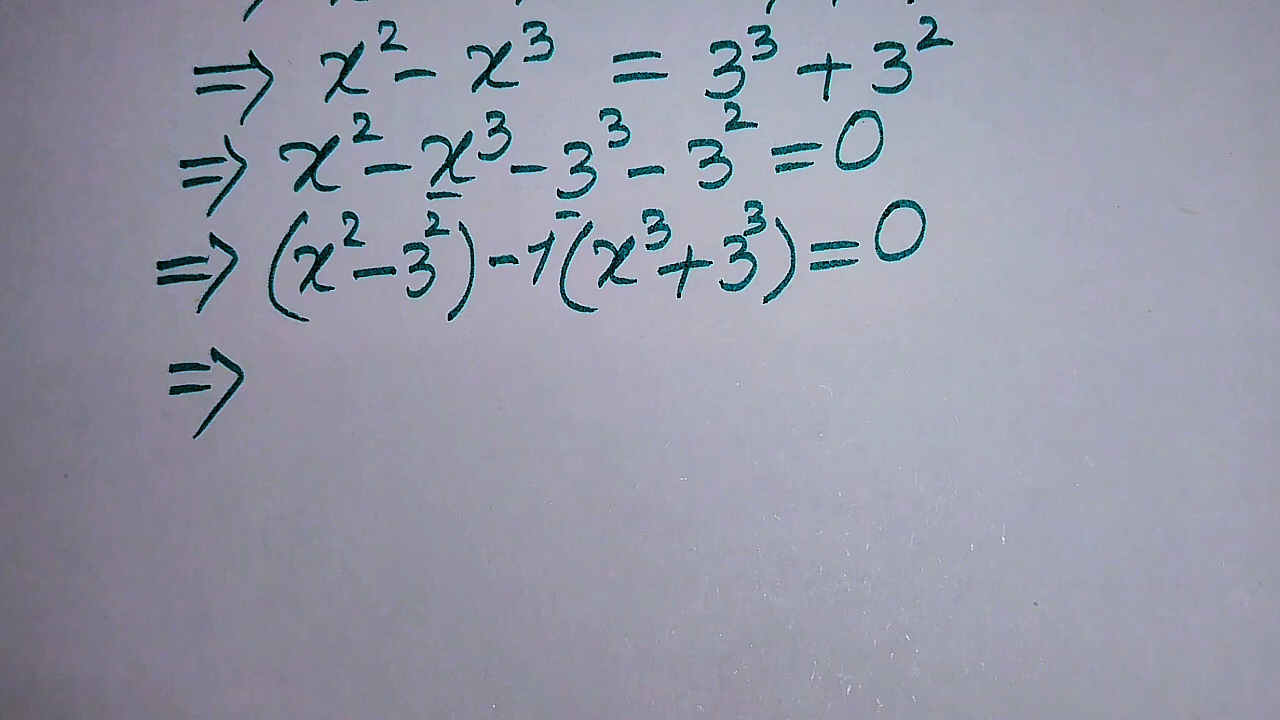 ⇒ x² - x³ = 3³ + 3²
⇒ x² - x³ - 3³ - 3² = 0
⇒ (x² - 3²) - 1(x³ + 3³) = 0
⇒